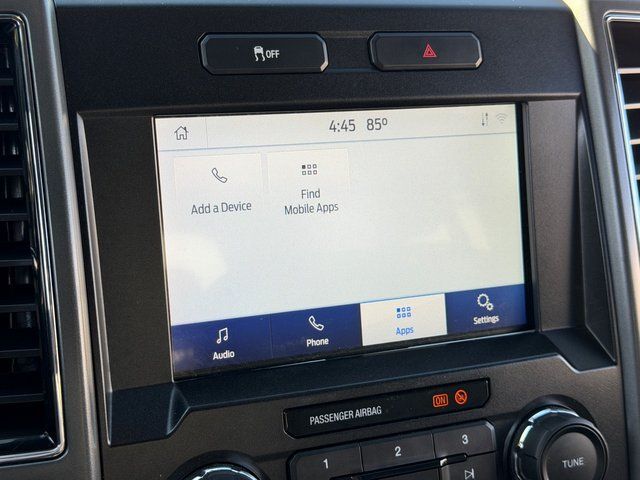 OFF
4:45 85°
Add a Device
Find
Mobile Apps
Audio
Phone
Apps
Settings
PASSENGER AIRBAG ON
1 2 3
TUNE